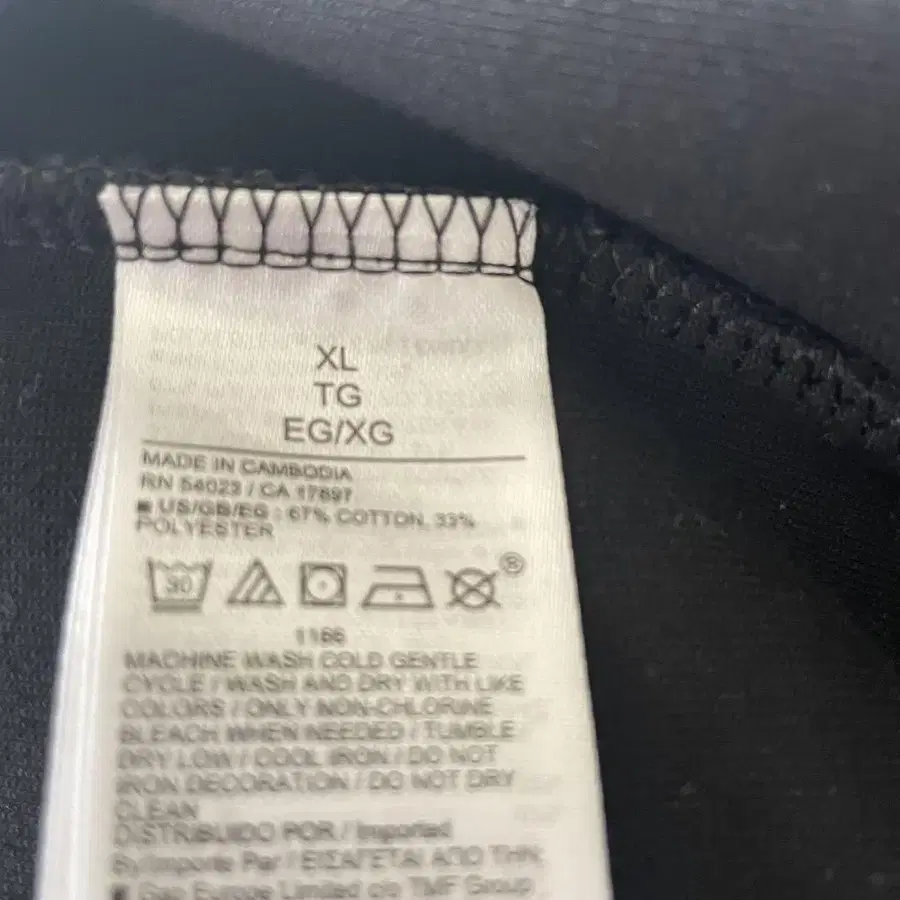 XL
TG
EG/XG
MADE IN CAMBODIA
RN 54023 / CA 17897
■ US/GB/EG : 67% COTTON, 33%
POLYESTER
30
®
1166
MACHINE WASH COLD GENTLE
CYCLE / WASH AND DRY WITH LIKE
COLORS / ONLY NON-CHLORINE
BLEACH WHEN NEEDED / TUMBLE
DRY LOW / COOL IRON / DO NOT
IRON DECORATION / DO NOT DRY
CLEAN
DISTRIBUIDO POR / Imported
By/Importe Par / ΕΙΣΑΓΕΤΑΙ ΑΠΟ ΤΗΝ
■ Gap Europe Limited c/o TMF Group